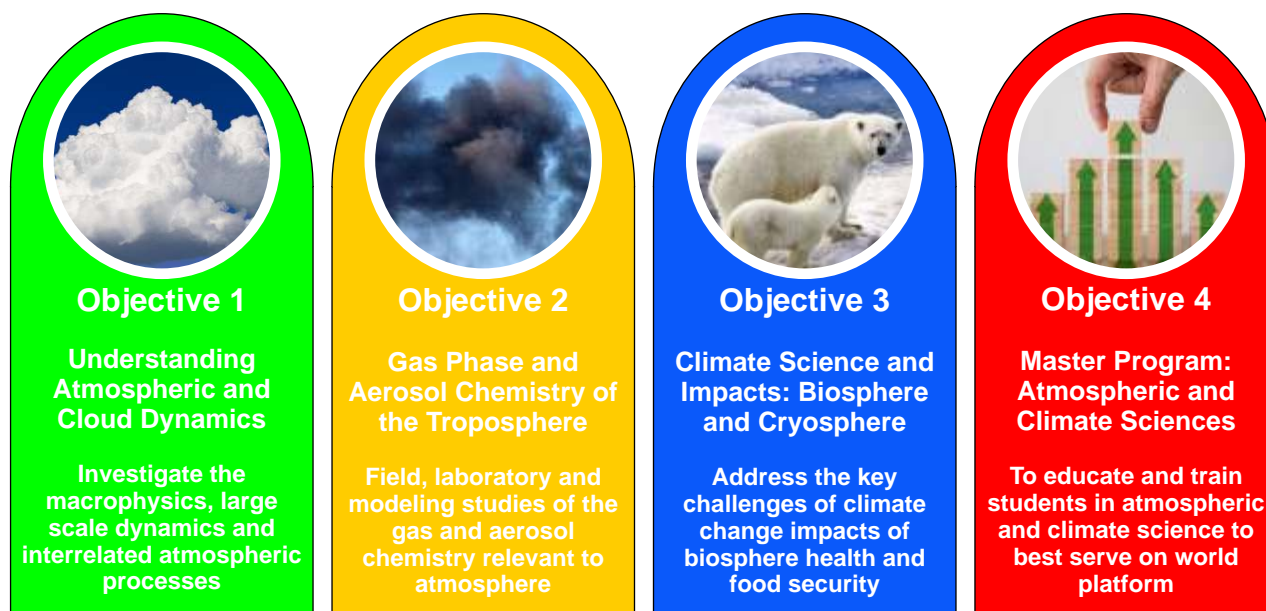 Objective 1
Understanding
Atmospheric and
Cloud Dynamics
Investigate the
macrophysics, large
scale dynamics and
interrelated atmospheric
processes
Objective 2
Gas Phase and
Aerosol Chemistry of
the Troposphere
Field, laboratory and
modeling studies of the
gas and aerosol
chemistry relevant to
atmosphere
Objective 3
Climate Science and
Impacts: Biosphere
and Cryosphere
Address the key
challenges of climate
change impacts of
biosphere health and
food security
Objective 4
Master Program:
Atmospheric and
Climate Sciences
To educate and train
students in atmospheric
and climate science to
best serve on world
platform